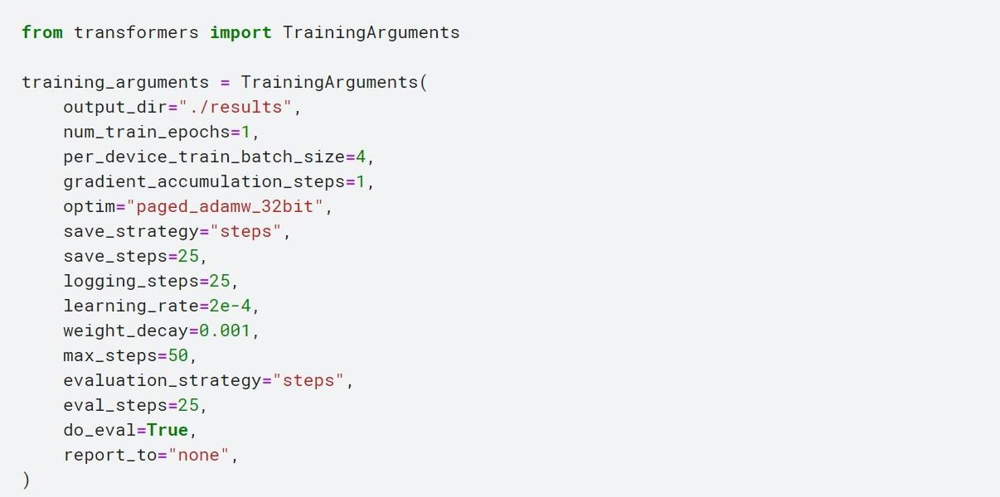 from transformers import TrainingArguments

training_arguments = TrainingArguments(
    output_dir="./results",
    num_train_epochs=1,
    per_device_train_batch_size=4,
    gradient_accumulation_steps=1,
    optim="paged_adamw_32bit",
    save_strategy="steps",
    save_steps=25,
    logging_steps=25,
    learning_rate=2e-4,
    weight_decay=0.001,
    max_steps=50,
    evaluation_strategy="steps",
    eval_steps=25,
    do_eval=True,
    report_to="none",
)